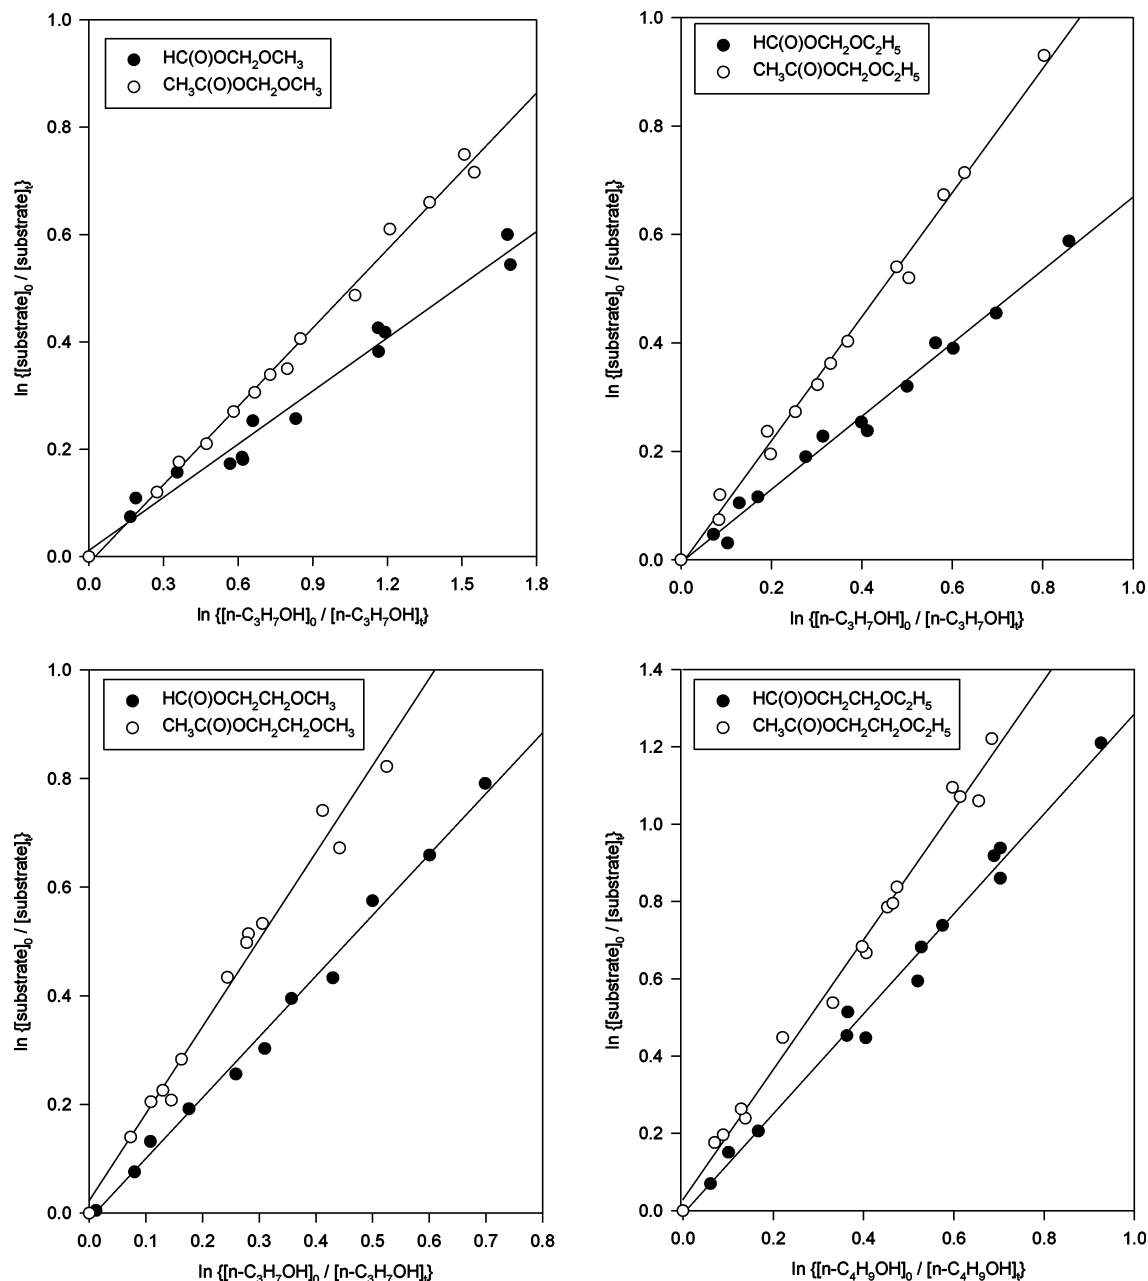 1.0
0.8
0.6
0.4
0.2
0.0
ln {[substrate]₀ / [substrate]ₜ}
HC(O)OCH₂OCH₃
CH₃C(O)OCH₂OCH₃
0.0 0.3 0.6 0.9 1.2 1.5 1.8
ln {[n-C₃H₇OH]₀ / [n-C₃H₇OH]ₜ}
1.0
0.8
0.6
0.4
0.2
0.0
ln {[substrate]₀ / [substrate]ₜ}
HC(O)OCH₂OC₂H₅
CH₃C(O)OCH₂OC₂H₅
0.0 0.2 0.4 0.6 0.8 1.0
ln {[n-C₃H₇OH]₀ / [n-C₃H₇OH]ₜ}
1.0
0.8
0.6
0.4
0.2
0.0
ln {[substrate]₀ / [substrate]ₜ}
HC(O)OCH₂CH₂OCH₃
CH₃C(O)OCH₂CH₂OCH₃
0.0 0.1 0.2 0.3 0.4 0.5 0.6 0.7 0.8
ln {[n-C₃H₇OH]₀ / [n-C₃H₇OH]ₜ}
1.4
1.2
1.0
0.8
0.6
0.4
0.2
0.0
ln {[substrate]₀ / [substrate]ₜ}
HC(O)OCH₂CH₂OC₂H₅
CH₃C(O)OCH₂CH₂OC₂H₅
0.0 0.2 0.4 0.6 0.8 1.0
ln {[n-C₄H₉OH]₀ / [n-C₄H₉OH]ₜ}